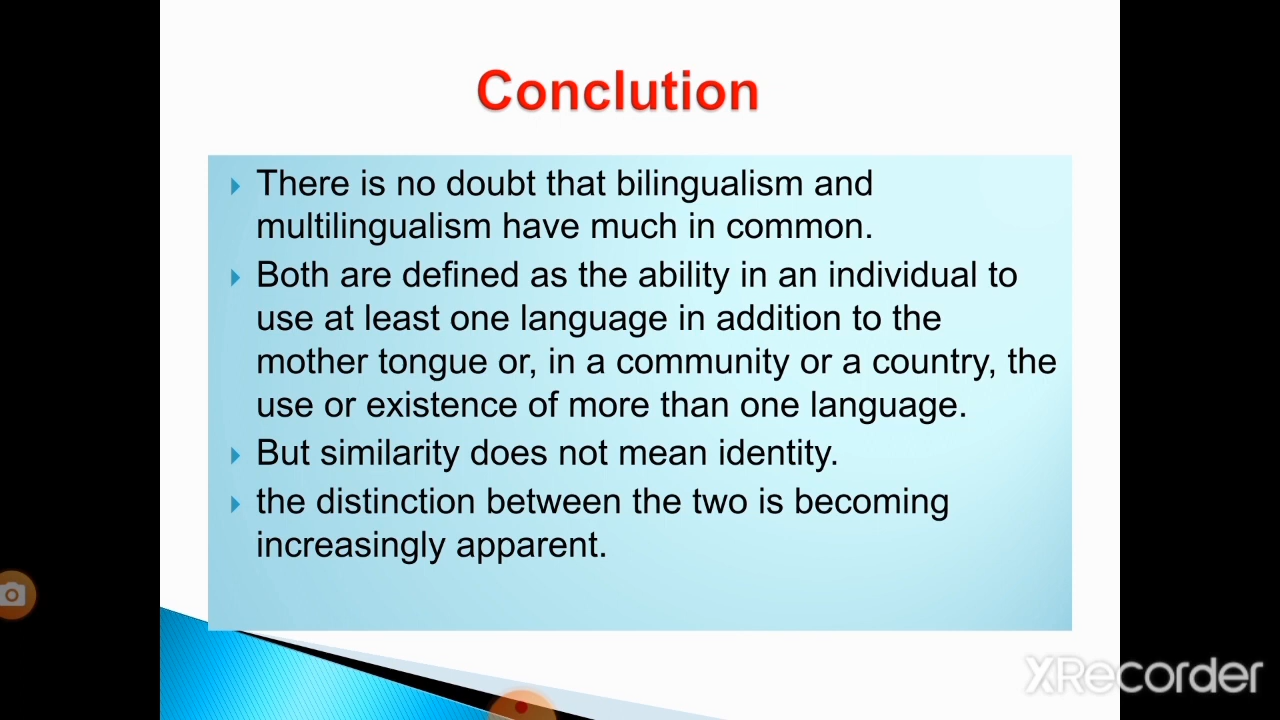 Conclution
There is no doubt that bilingualism and
multilingualism have much in common.
Both are defined as the ability in an individual to
use at least one language in addition to the
mother tongue or, in a community or a country, the
use or existence of more than one language.
But similarity does not mean identity.
the distinction between the two is becoming
increasingly apparent.
XRecorder